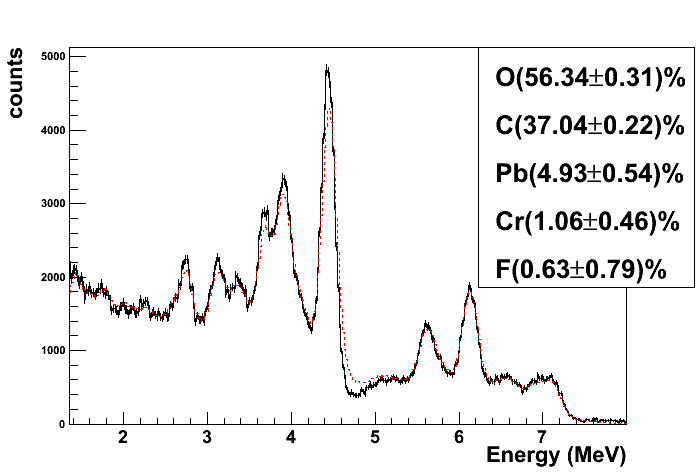 counts
5000
4000
3000
2000
1000
0
O(56.34±0.31)%
C(37.04±0.22)%
Pb(4.93±0.54)%
Cr(1.06±0.46)%
F(0.63±0.79)%
2 3 4 5 6 7
Energy (MeV)